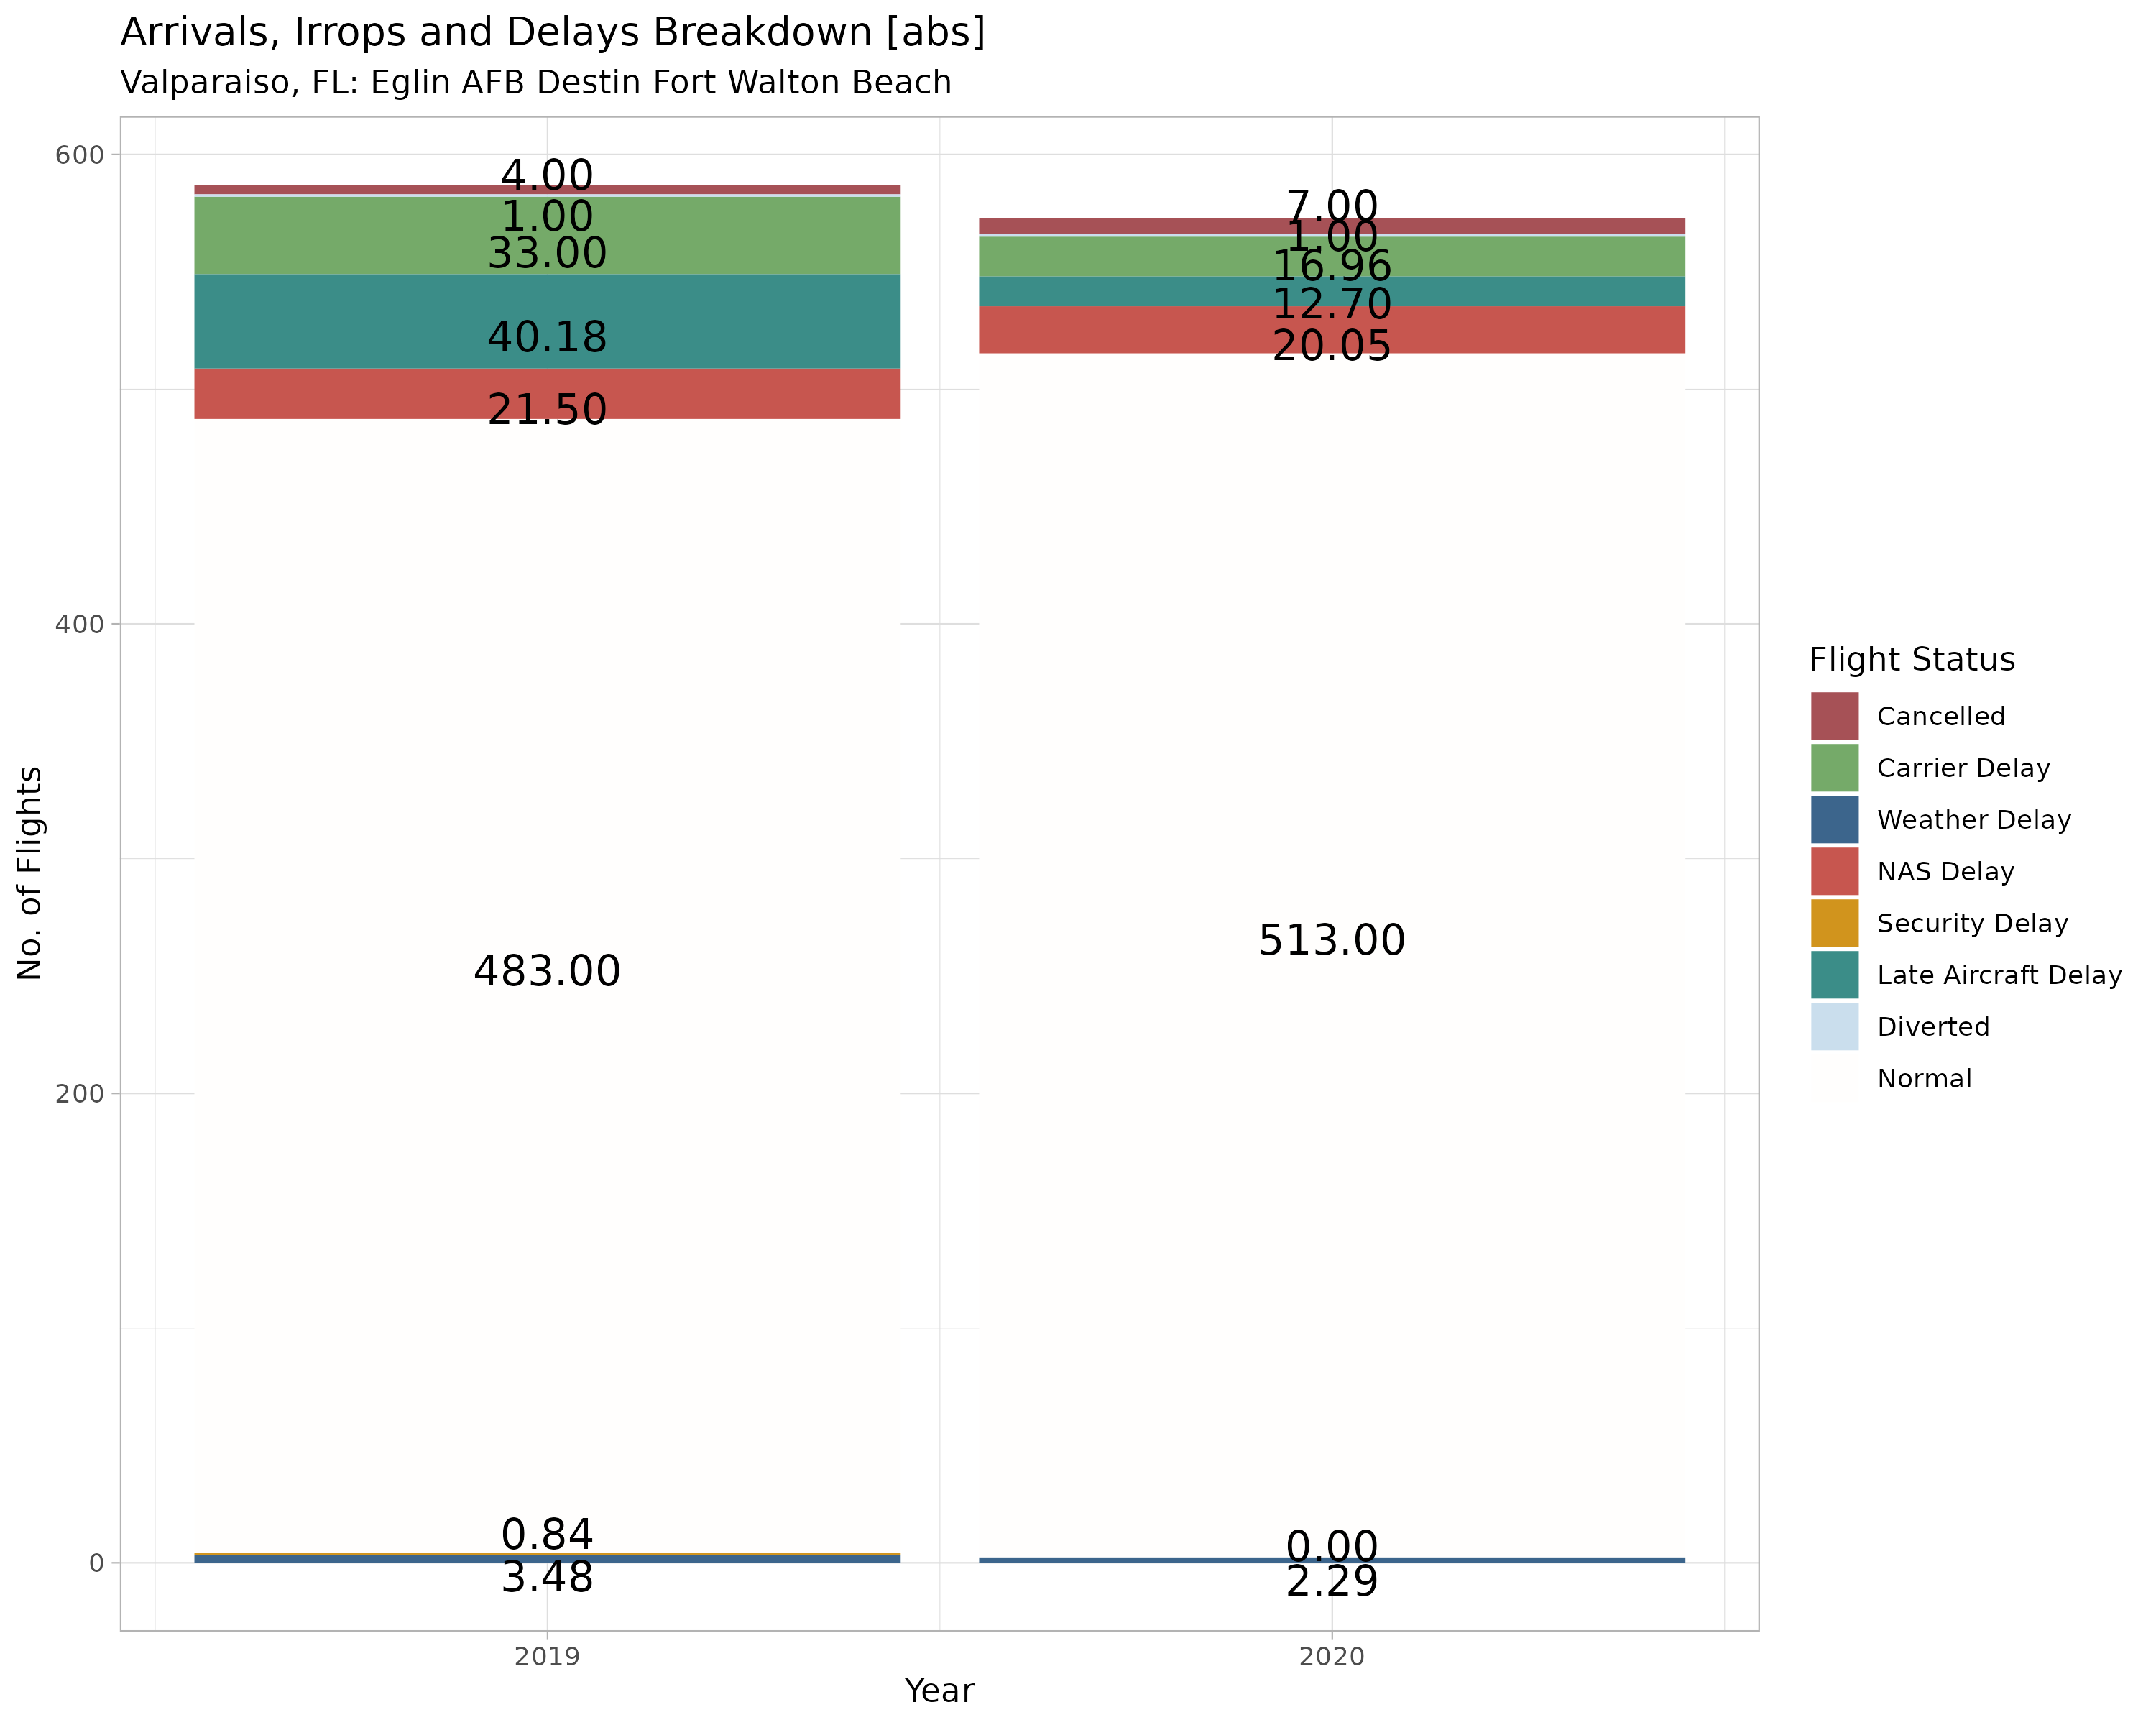 Arrivals, Irrops and Delays Breakdown [abs]
Valparaiso, FL: Eglin AFB Destin Fort Walton Beach
No. of Flights
600
400
200
0
4.00
1.00
33.00
40.18
21.50
483.00
0.84
3.48
7.00
1.00
16.96
12.70
20.05
513.00
0.00
2.29
2019
2020
Year
Flight Status
Cancelled
Carrier Delay
Weather Delay
NAS Delay
Security Delay
Late Aircraft Delay
Diverted
Normal